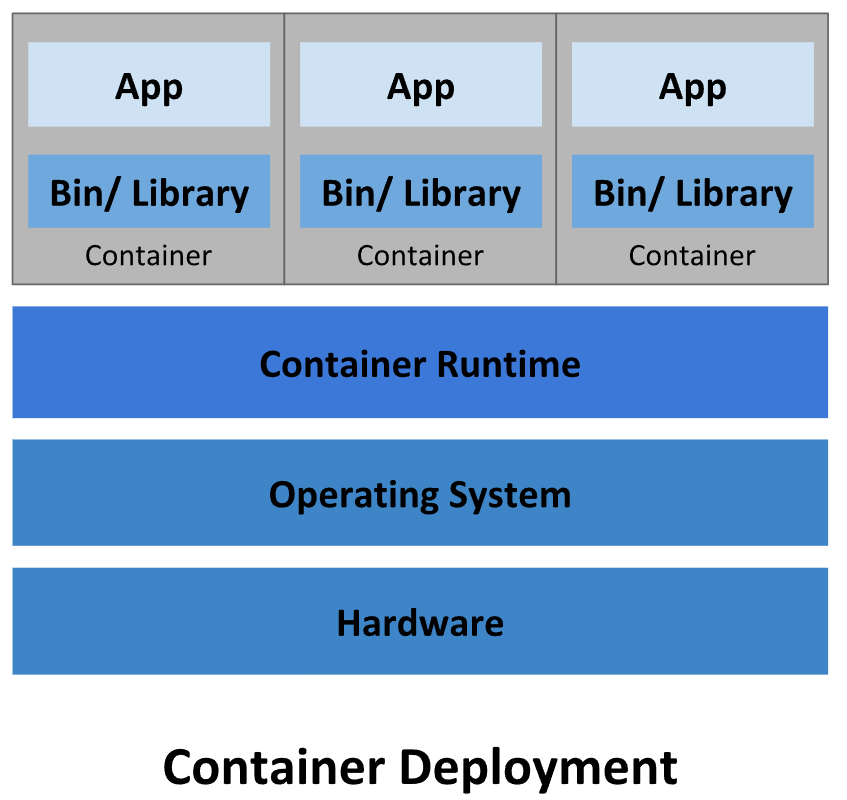 App App App
Bin/ Library Bin/ Library Bin/ Library
Container Container Container
Container Runtime
Operating System
Hardware
Container Deployment